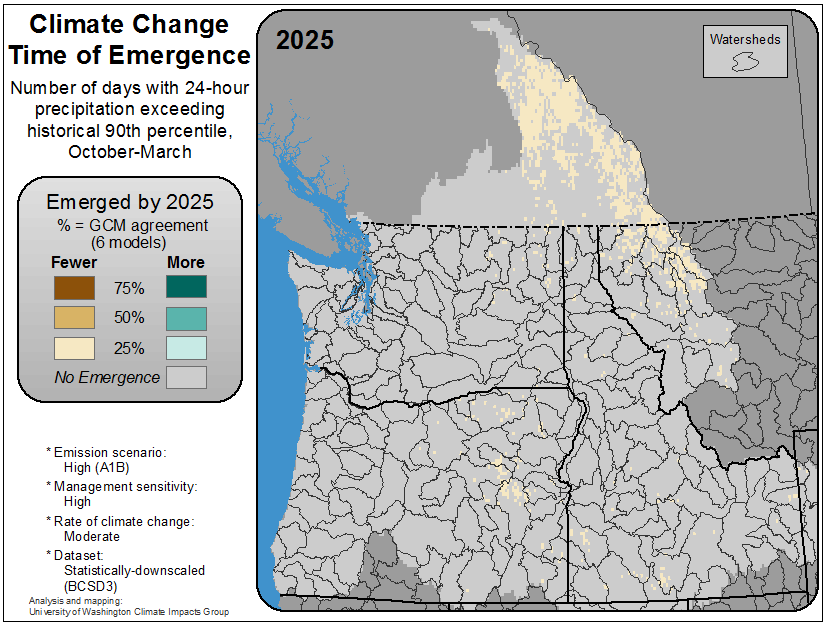 Climate Change
Time of Emergence
Number of days with 24-hour
precipitation exceeding
historical 90th percentile,
October-March
Emerged by 2025
% = GCM agreement
(6 models)
Fewer More
75%
50%
25%
No Emergence
* Emission scenario:
High (A1B)
* Management sensitivity:
High
* Rate of climate change:
Moderate
* Dataset:
Statistically-downscaled
(BCSD3)
Analysis and mapping:
University of Washington Climate Impacts Group
2025
Watersheds